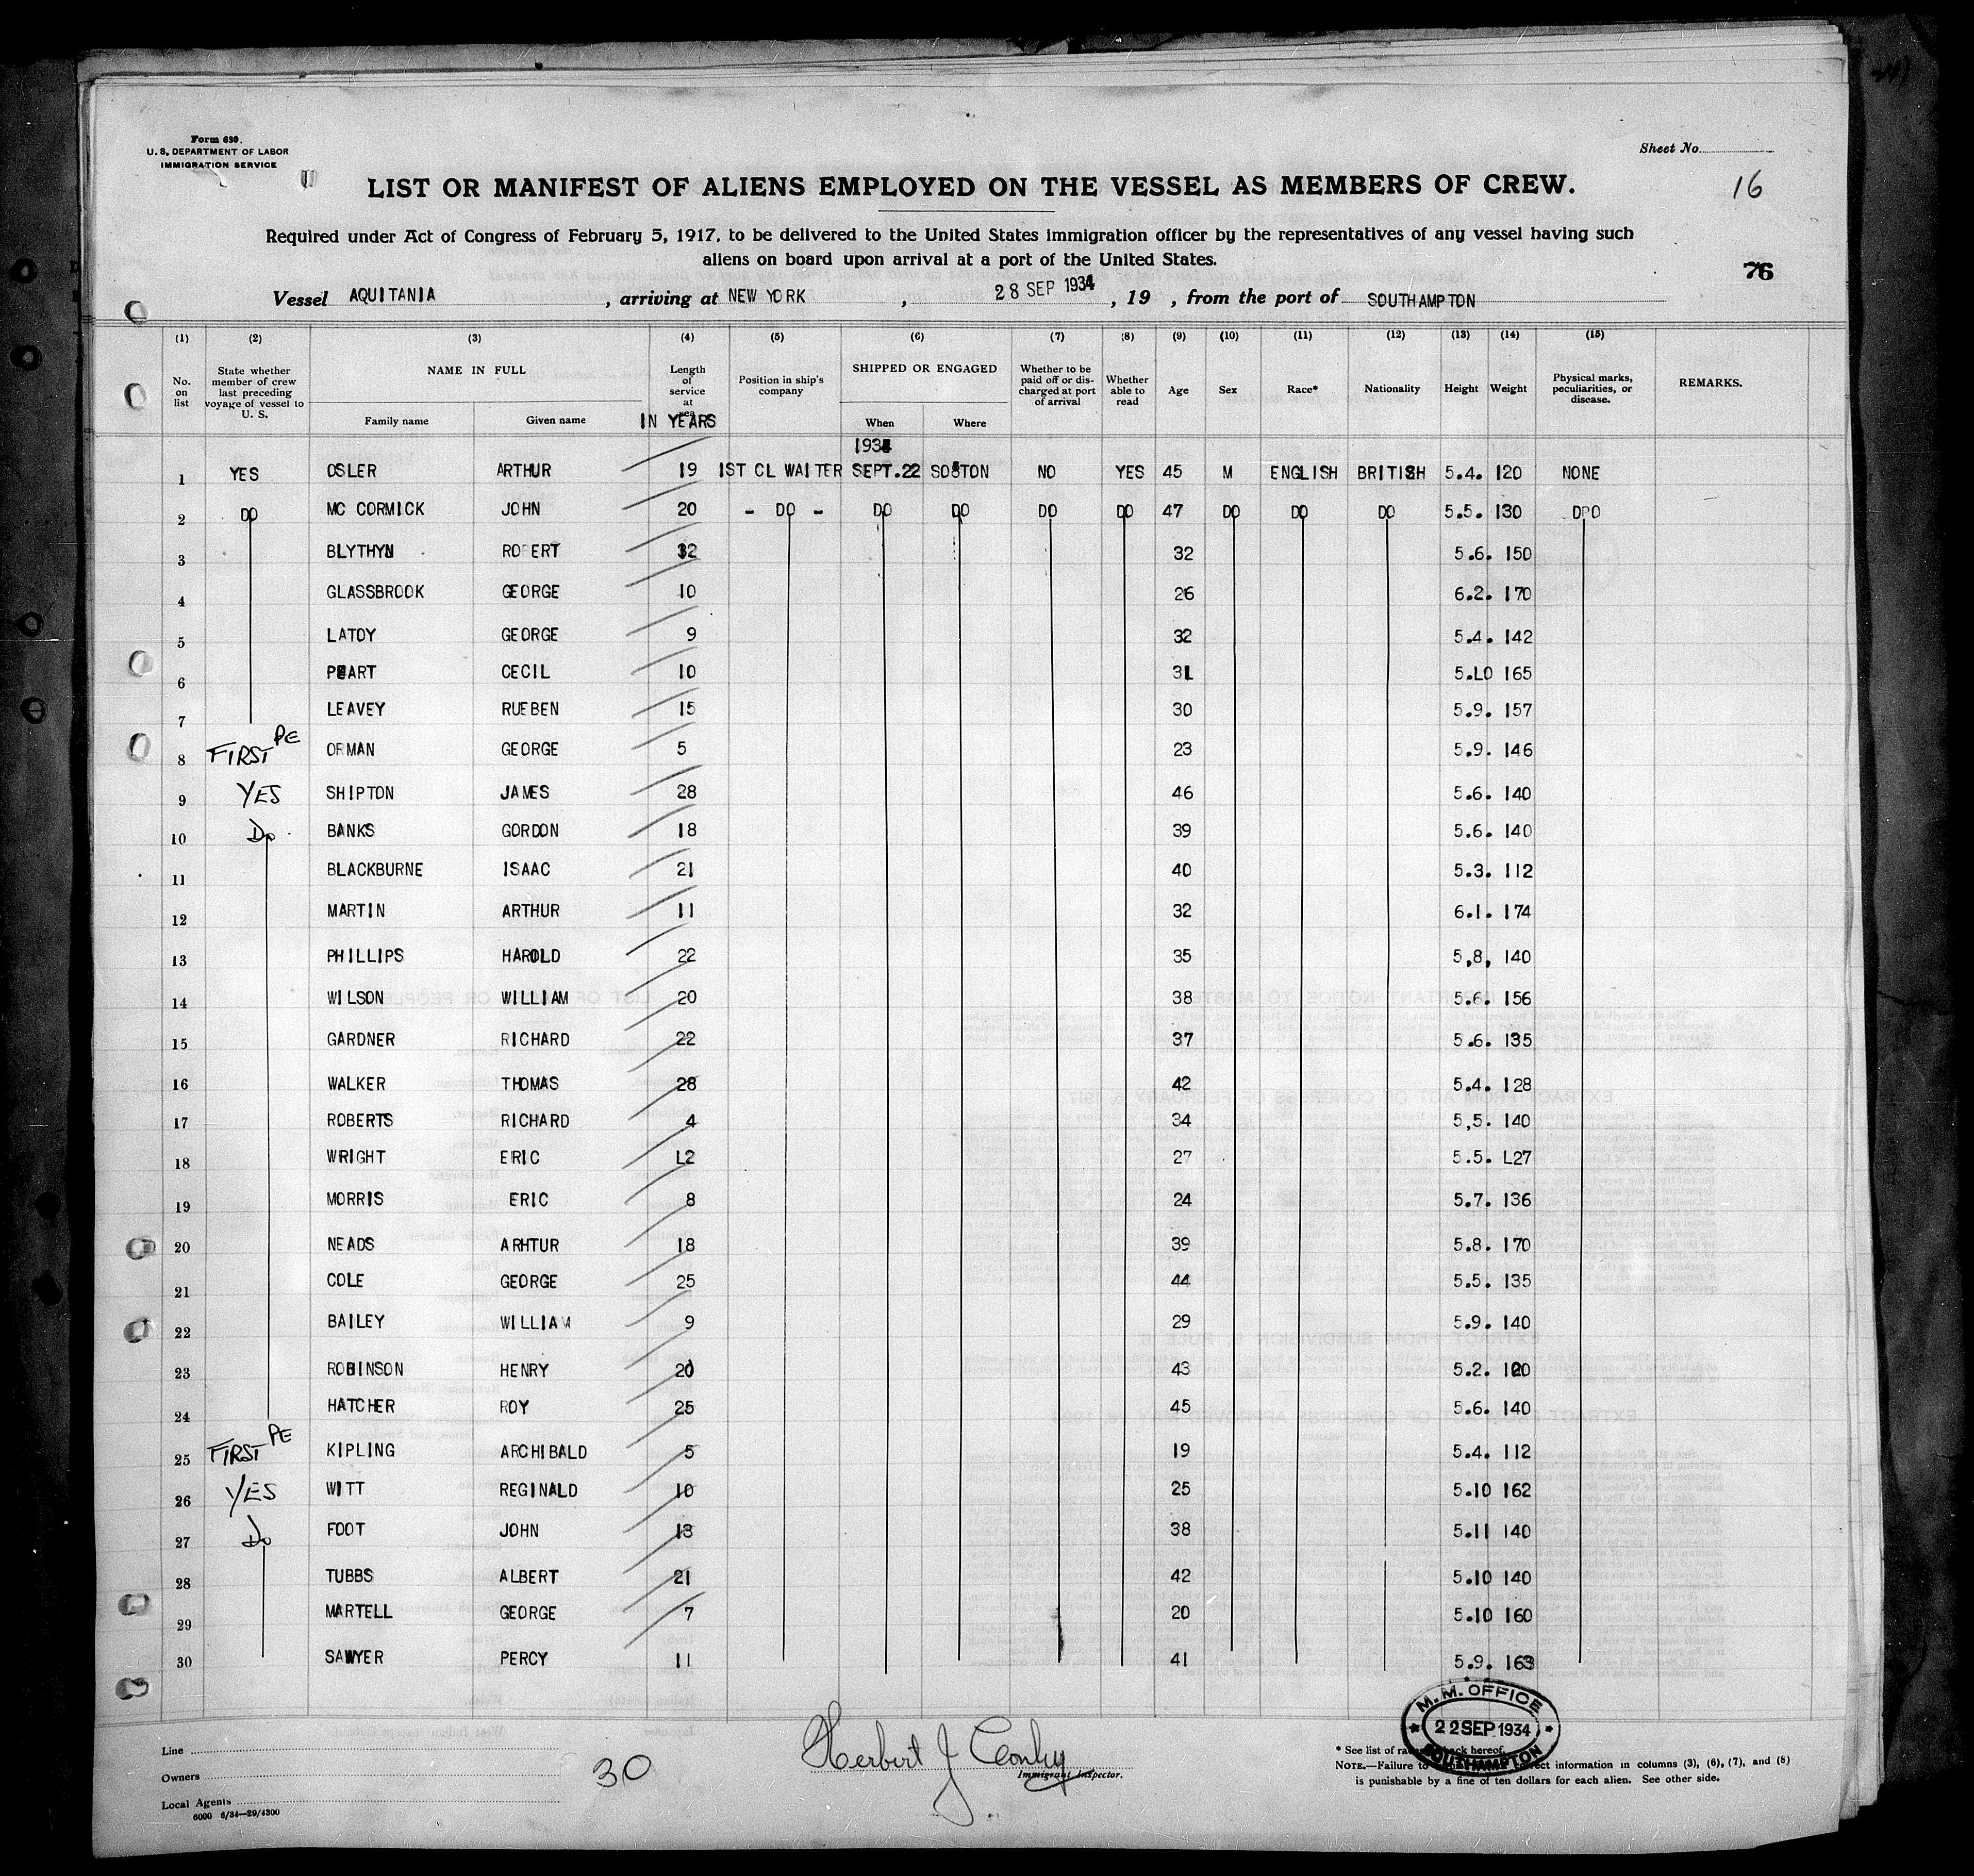 Form 630.
U. S. DEPARTMENT OF LABOR
IMMIGRATION SERVICE
Sheet No.
LIST OR MANIFEST OF ALIENS EMPLOYED ON THE VESSEL AS MEMBERS OF CREW.
16
Required under Act of Congress of February 5, 1917, to be delivered to the United States immigration officer by the representatives of any vessel having such
aliens on board upon arrival at a port of the United States.
76
Vessel AQUITANIA , arriving at NEW YORK , 28 SEP 1934 , 19 , from the port of SOUTHAMPTON
(1) (2) (3) (4) (5) (6) (7) (8) (9) (10) (11) (12) (13) (14) (15)
No. on list State whether member of crew last preceding voyage of vessel to U. S. NAME IN FULL Family name Given name Length of service at sea IN YEARS Position in ship's company SHIPPED OR ENGAGED When Where Whether to be paid off or discharged at port of arrival Whether able to read Age Sex Race* Nationality Height Weight Physical marks, peculiarities, or disease. REMARKS.
1934
1 YES OSLER ARTHUR 19 1ST CL WAITER SEPT.22 SOSTON NO YES 45 M ENGLISH BRITISH 5.4. 120 NONE
2 DO MC CORMICK JOHN 20 - DO - DO DO DO DO 47 DO DO DO 5.5. 130 DPO
3 BLYTHYN ROBERT 32 32 5.6. 150
4 GLASSBROOK GEORGE 10 26 6.2. 170
5 LATOY GEORGE 9 32 5.4. 142
6 PEART CECIL 10 31 5.L0 165
7 LEAVEY RUEBEN 15 30 5.9. 157
8 FIRST PE ORMAN GEORGE 5 23 5.9. 146
9 YES SHIPTON JAMES 28 46 5.6. 140
10 Do BANKS GORDON 18 39 5.6. 140
11 BLACKBURNE ISAAC 21 40 5.3. 112
12 MARTIN ARTHUR 11 32 6.1. 174
13 PHILLIPS HAROLD 22 35 5,8, 140
14 WILSON WILLIAM 20 38 5.6. 156
15 GARDNER RICHARD 22 37 5.6. 135
16 WALKER THOMAS 28 42 5.4. 128
17 ROBERTS RICHARD 4 34 5,5. 140
18 WRIGHT ERIC L2 27 5.5. L27
19 MORRIS ERIC 8 24 5.7. 136
20 NEADS ARHTUR 18 39 5.8. 170
21 COLE GEORGE 25 44 5.5. 135
22 BAILEY WILLIAM 9 29 5.9. 140
23 ROBINSON HENRY 20 43 5.2. 120
24 HATCHER ROY 25 45 5.6. 140
25 FIRST PE KIPLING ARCHIBALD 5 19 5.4. 112
26 YES WITT REGINALD 10 25 5.10 162
27 Do FOOT JOHN 13 38 5.11 140
28 TUBBS ALBERT 21 42 5.10 140
29 MARTELL GEORGE 7 20 5.10 160
30 SAWYER PERCY 11 41 5.9. 163
M. M. OFFICE
22 SEP 1934
SOUTHAMPTON
Line
Owners
Local Agents
6000 6/34—29/4300
30
Herbert J Conley
Immigrant Inspector.
* See list of back hereof.
NOTE.—Failure to information in columns (3), (6), (7), and (8)
is punishable by a fine of ten dollars for each alien. See other side.